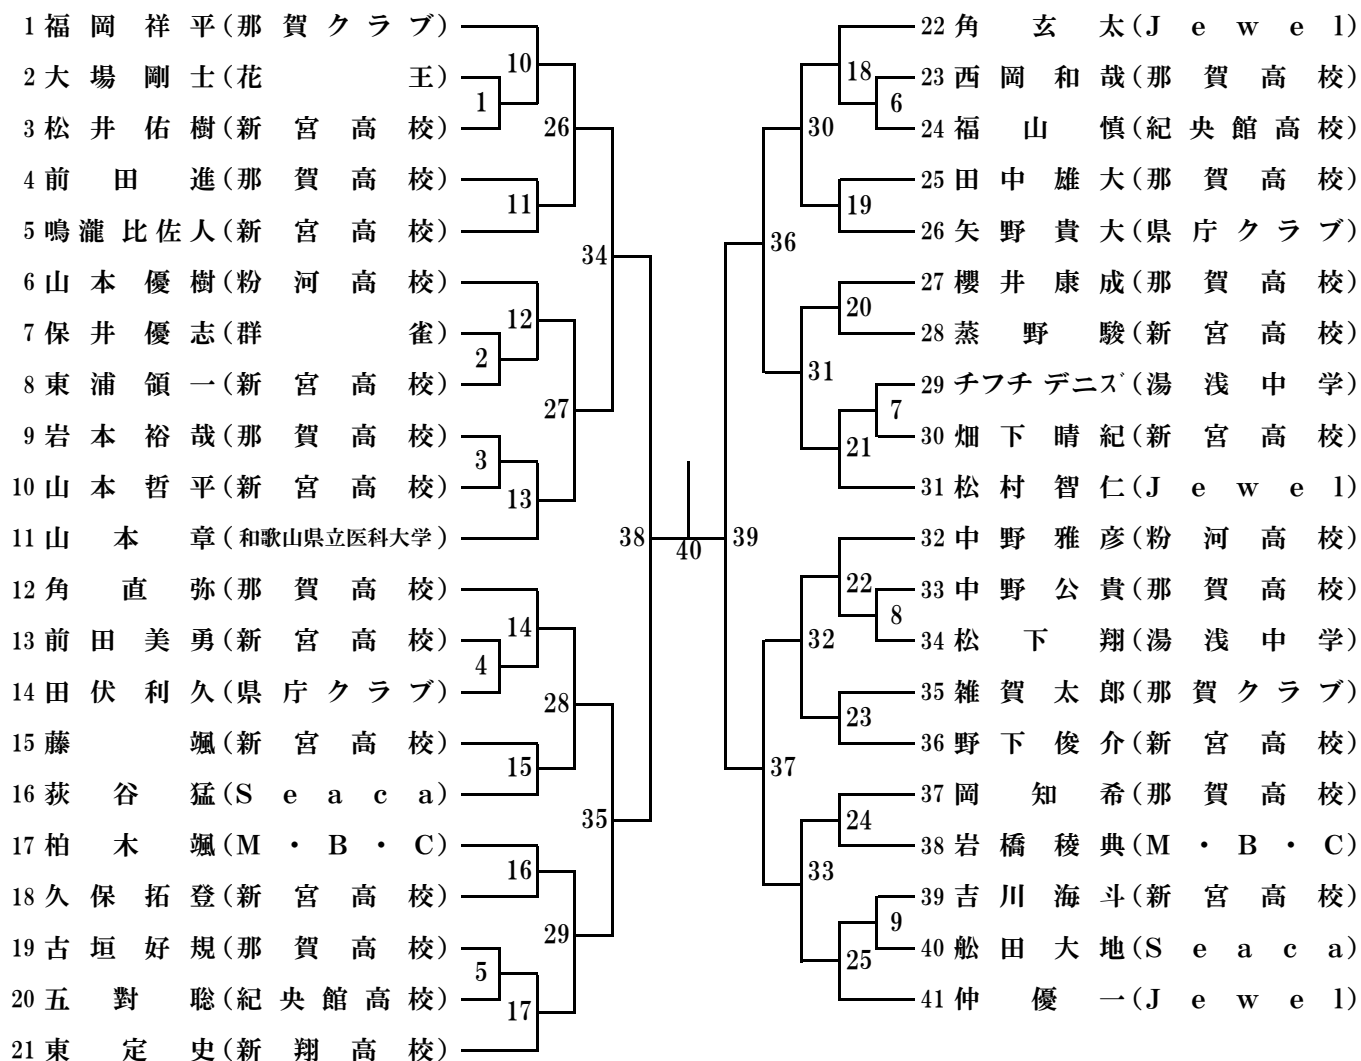 1 福岡祥平(那賀クラブ)
10
2 大場剛士(花王)
1
3 松井佑樹(新宮高校)
26
4 前田進(那賀高校)
11
5 鳴瀧比佐人(新宮高校)
34
6 山本優樹(粉河高校)
12
7 保井優志(群雀)
2
8 東浦領一(新宮高校)
27
9 岩本裕哉(那賀高校)
3
10 山本哲平(新宮高校)
13
11 山本章(和歌山県立医科大学)
38
12 角直弥(那賀高校)
14
13 前田美勇(新宮高校)
4
14 田伏利久(県庁クラブ)
28
15 藤颯(新宮高校)
15
16 荻谷猛(Seaca)
35
17 柏木颯(M・B・C)
16
18 久保拓登(新宮高校)
29
19 古垣好規(那賀高校)
5
20 五對聡(紀央館高校)
17
21 東定史(新翔高校)
40
22 角玄太(Jewel)
18
23 西岡和哉(那賀高校)
6
24 福山慎(紀央館高校)
30
25 田中雄大(那賀高校)
19
26 矢野貴大(県庁クラブ)
36
27 櫻井康成(那賀高校)
20
28 蒸野駿(新宮高校)
31
29 チフチ デニズ(湯浅中学)
7
30 畑下晴紀(新宮高校)
21
31 松村智仁(Jewel)
39
32 中野雅彦(粉河高校)
22
33 中野公貴(那賀高校)
8
34 松下翔(湯浅中学)
32
35 雑賀太郎(那賀クラブ)
23
36 野下俊介(新宮高校)
37
37 岡知希(那賀高校)
24
38 岩橋稜典(M・B・C)
33
39 吉川海斗(新宮高校)
9
40 舩田大地(Seaca)
25
41 仲優一(Jewel)